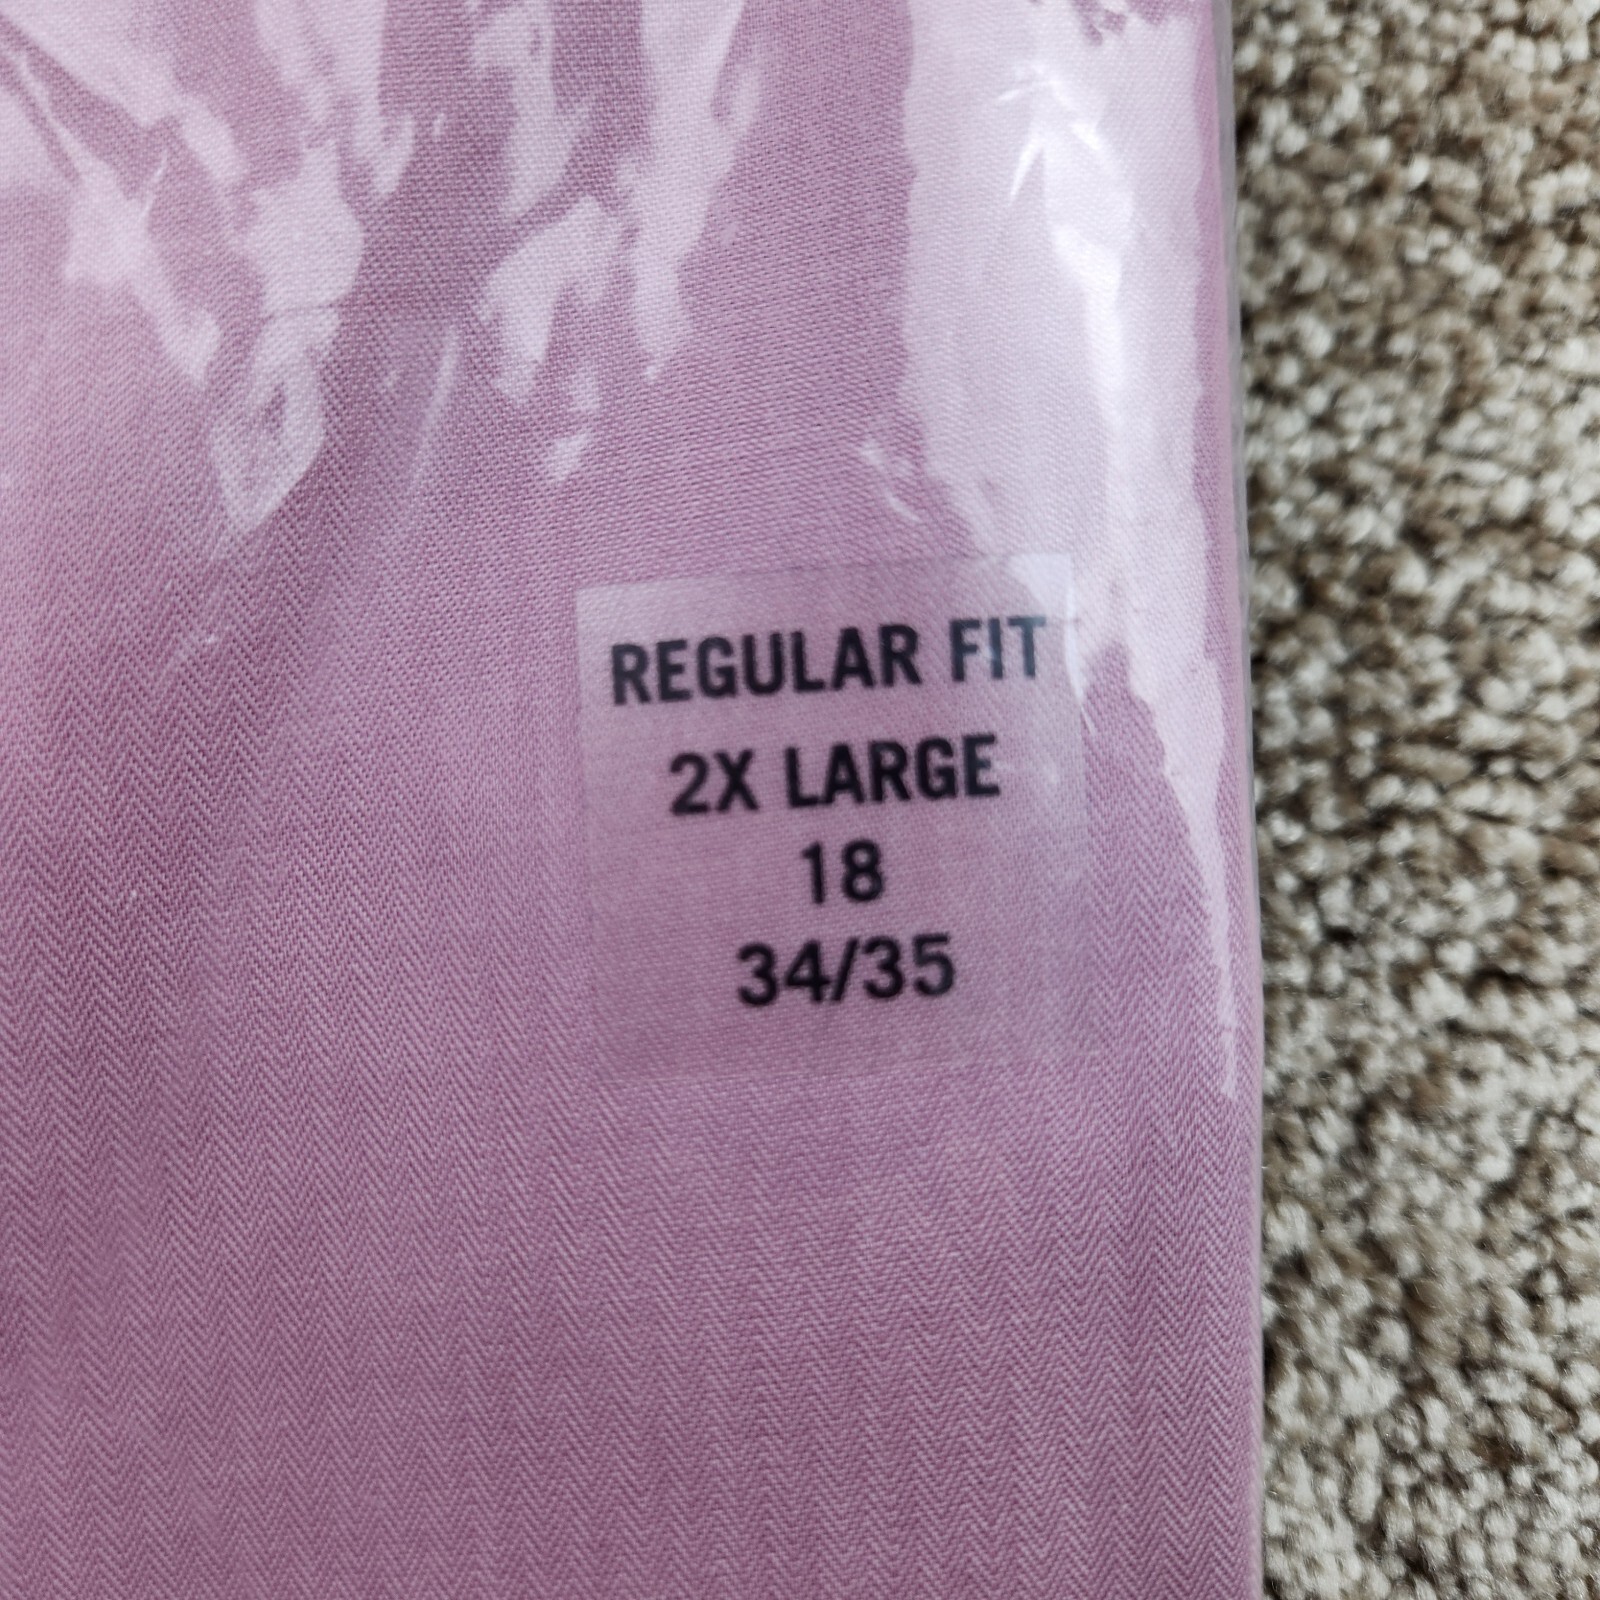 REGULAR FIT
2X LARGE
18
34/35